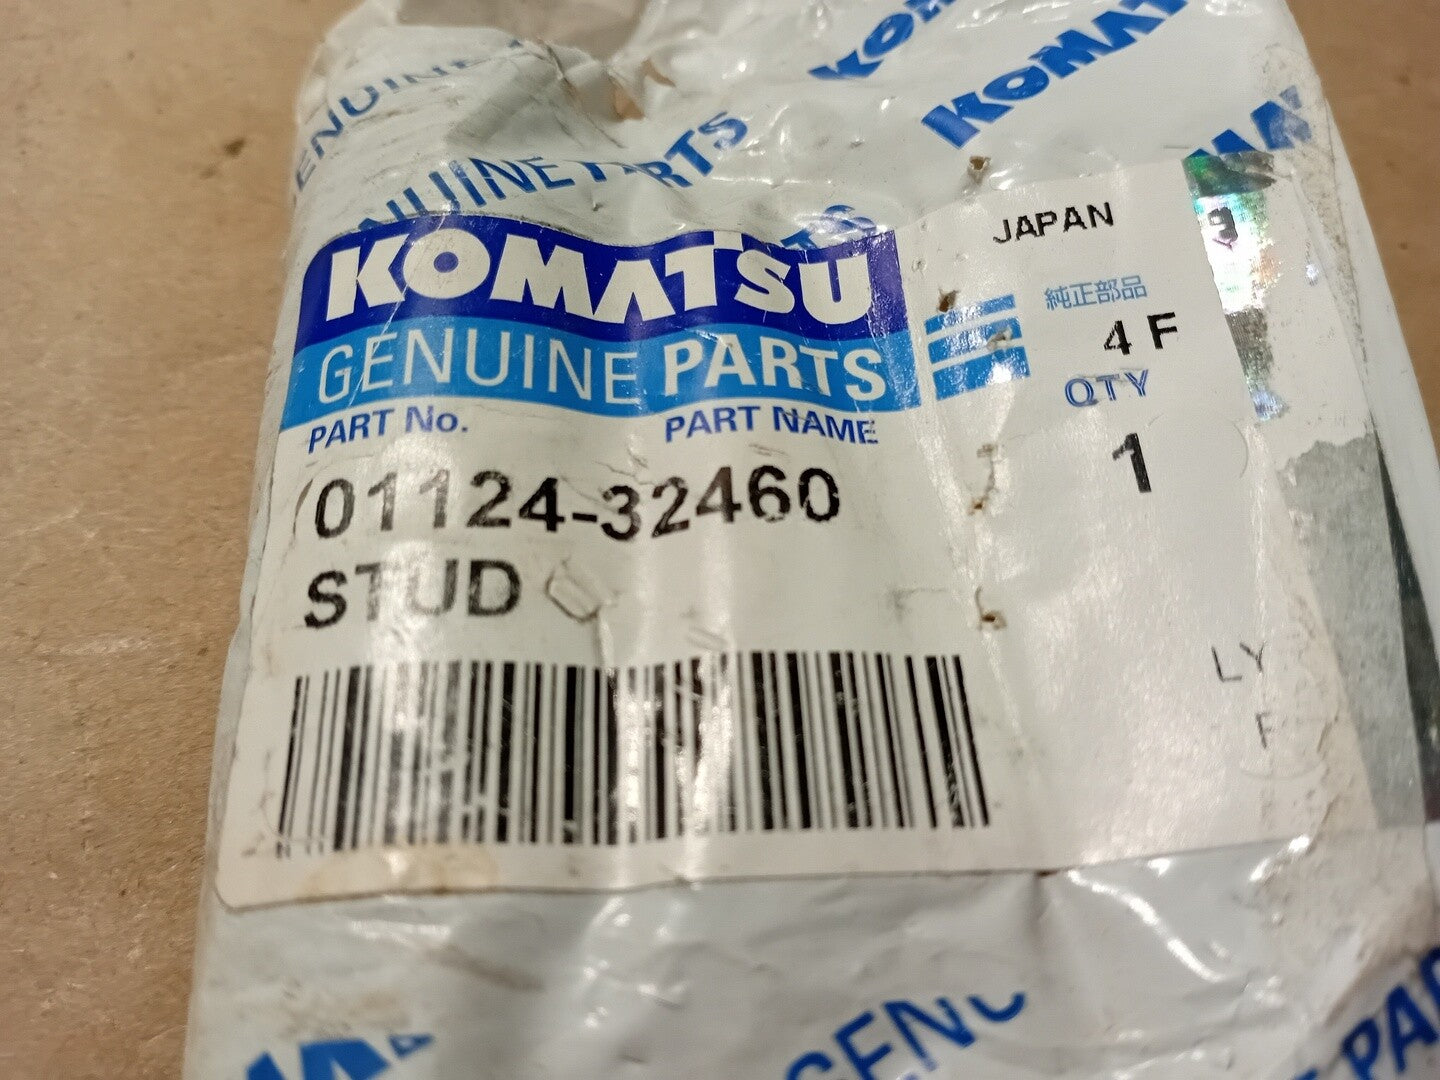 GENUINE
GENUINE PARTS
KOMATSU
JAPAN
KOMATSU
GENUINE PARTS
純正部品
4 F
QTY
PART No.
PART NAME
01124-32460
1
STUD
LY
F